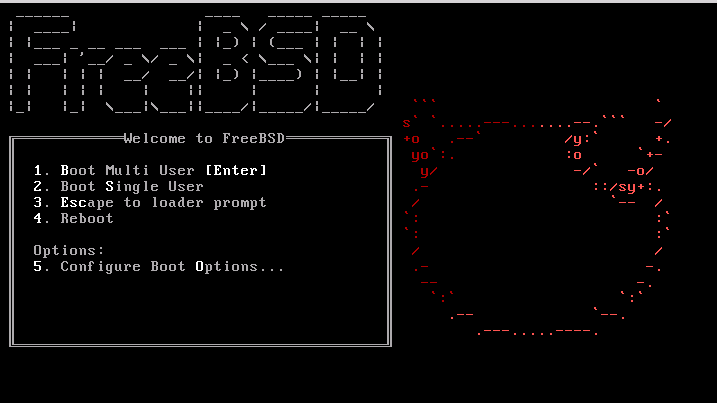 FreeBSD
Welcome to FreeBSD
1. Boot Multi User [Enter]
2. Boot Single User
3. Escape to loader prompt
4. Reboot
Options:
5. Configure Boot Options...